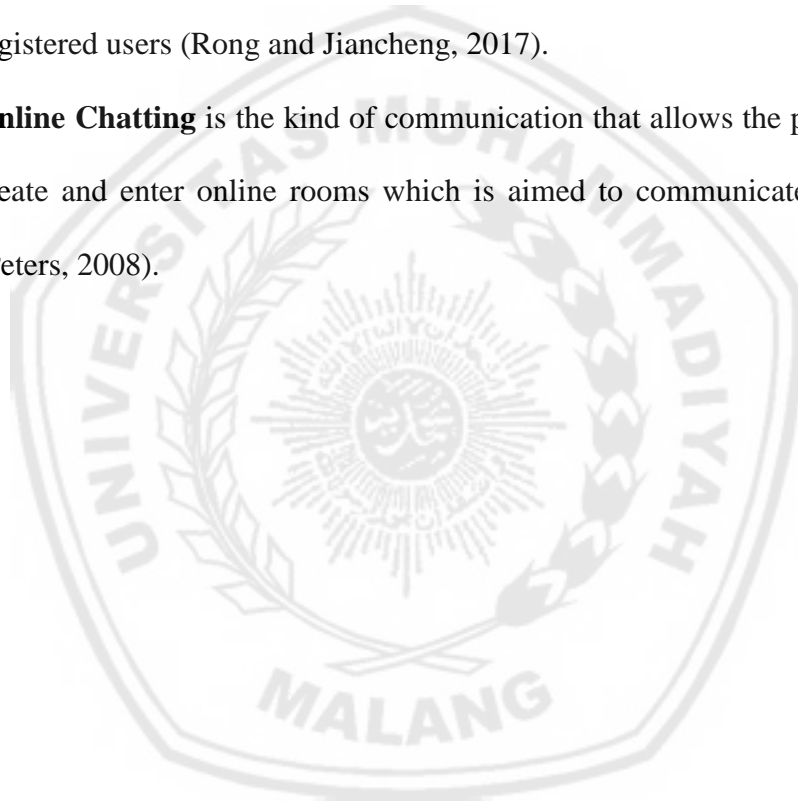 gistered users (Rong and Jiancheng, 2017).
nline Chatting is the kind of communication that allows the p
eate and enter online rooms which is aimed to communicate
eters, 2008).
UNIVERSITAS MUHAMMADIYAH
MALANG